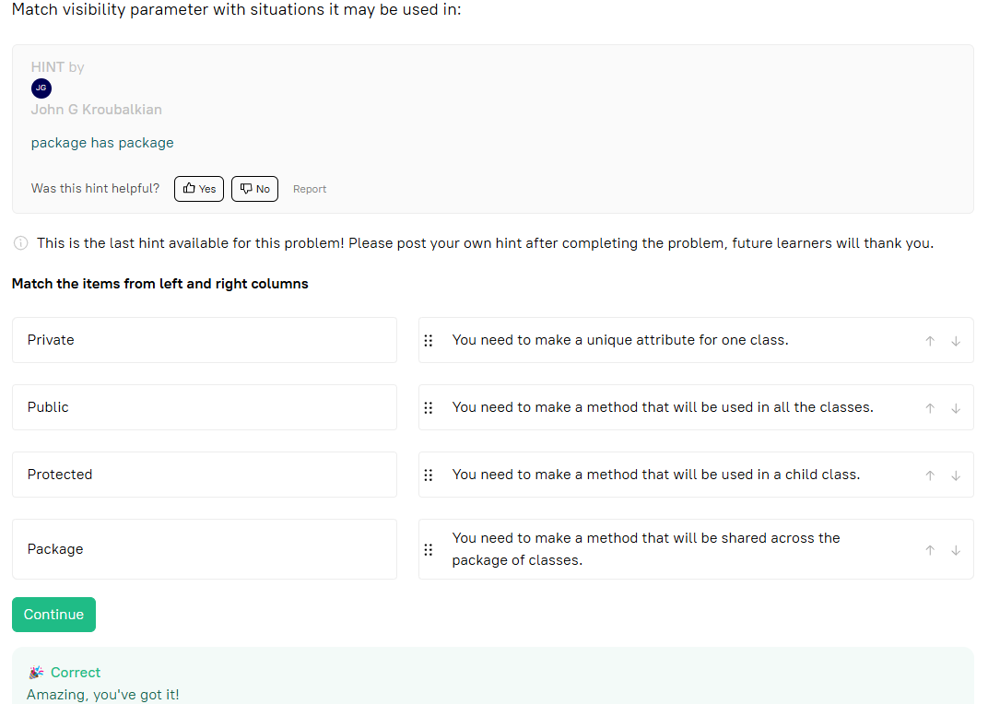 Match visibility parameter with situations it may be used in:
HINT by
JG
John G Kroubalkian
package has package
Was this hint helpful? Yes No Report
This is the last hint available for this problem! Please post your own hint after completing the problem, future learners will thank you.
Match the items from left and right columns
Private
You need to make a unique attribute for one class.
Public
You need to make a method that will be used in all the classes.
Protected
You need to make a method that will be used in a child class.
Package
You need to make a method that will be shared across the
package of classes.
Continue
Correct
Amazing, you've got it!